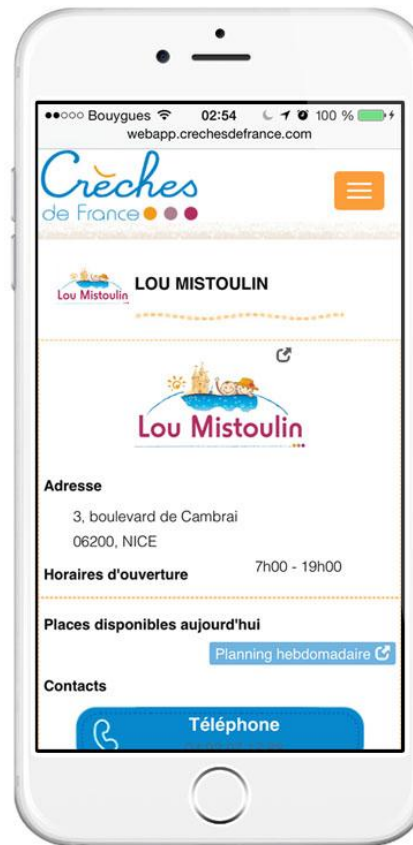 ●●○○○ Bouygues 02:54 100 %
webapp.crechesdefrance.com
Crèches
de France
Lou Mistoulin
LOU MISTOULIN
Lou Mistoulin
Adresse
3, boulevard de Cambrai
06200, NICE
Horaires d'ouverture 7h00 - 19h00
Places disponibles aujourd'hui
Planning hebdomadaire
Contacts
Téléphone